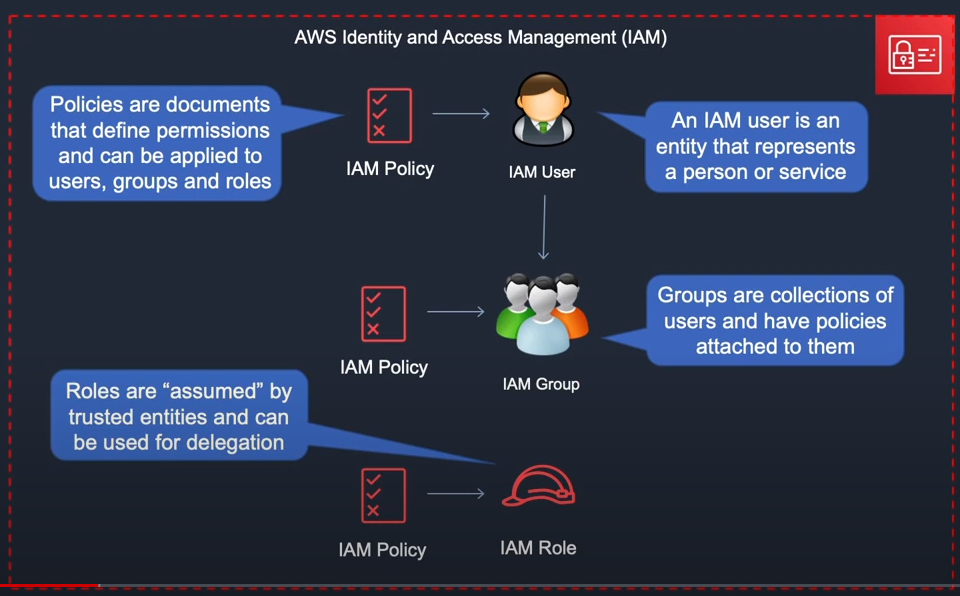 AWS Identity and Access Management (IAM)
Policies are documents
that define permissions
and can be applied to
users, groups and roles
IAM Policy
IAM User
An IAM user is an
entity that represents
a person or service
IAM Policy
IAM Group
Groups are collections of
users and have policies
attached to them
Roles are “assumed” by
trusted entities and can
be used for delegation
IAM Policy
IAM Role